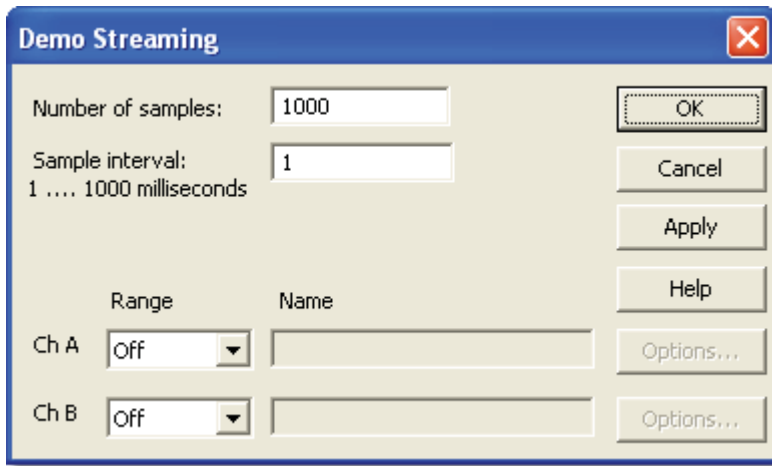 Demo Streaming
Number of samples: 1000 OK
Sample interval: 1 Cancel
1 .... 1000 milliseconds
Apply
Help
Range Name
Ch A Off Options...
Ch B Off Options...